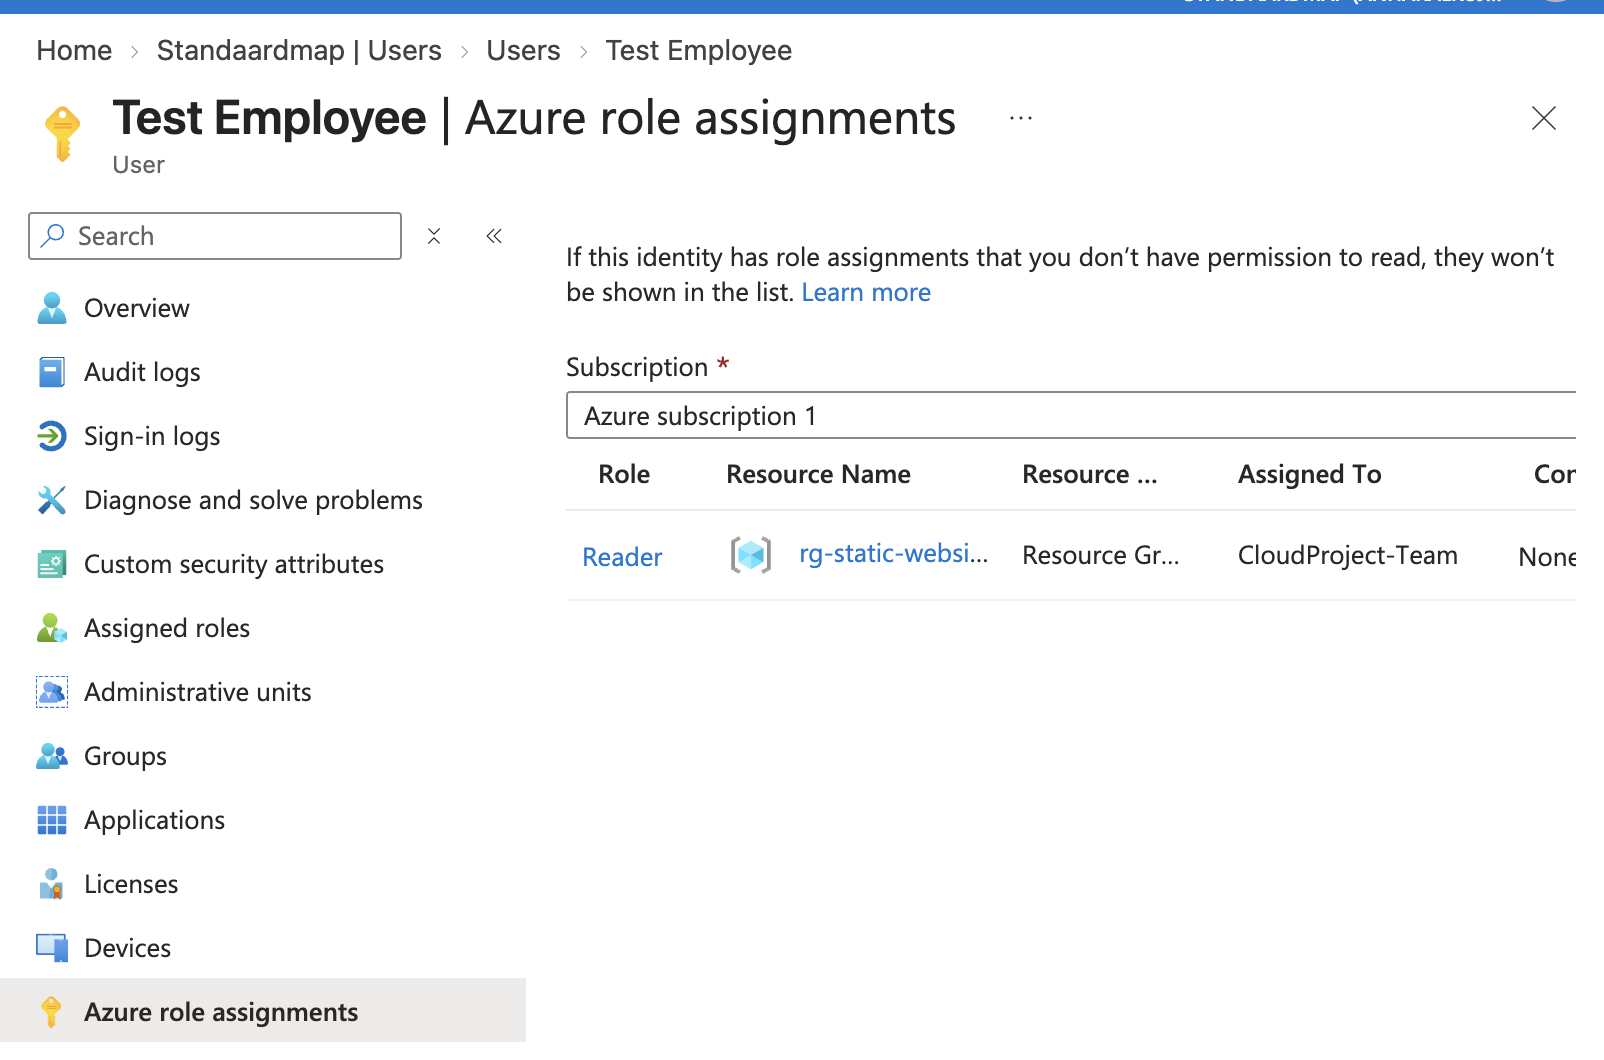 Home > Standaardmap | Users > Users > Test Employee
Test Employee | Azure role assignments ...
User
Search
Overview
Audit logs
Sign-in logs
Diagnose and solve problems
Custom security attributes
Assigned roles
Administrative units
Groups
Applications
Licenses
Devices
Azure role assignments
If this identity has role assignments that you don’t have permission to read, they won’t
be shown in the list. Learn more
Subscription *
Azure subscription 1
Role Resource Name Resource ... Assigned To Con
Reader rg-static-websi... Resource Gr... CloudProject-Team None